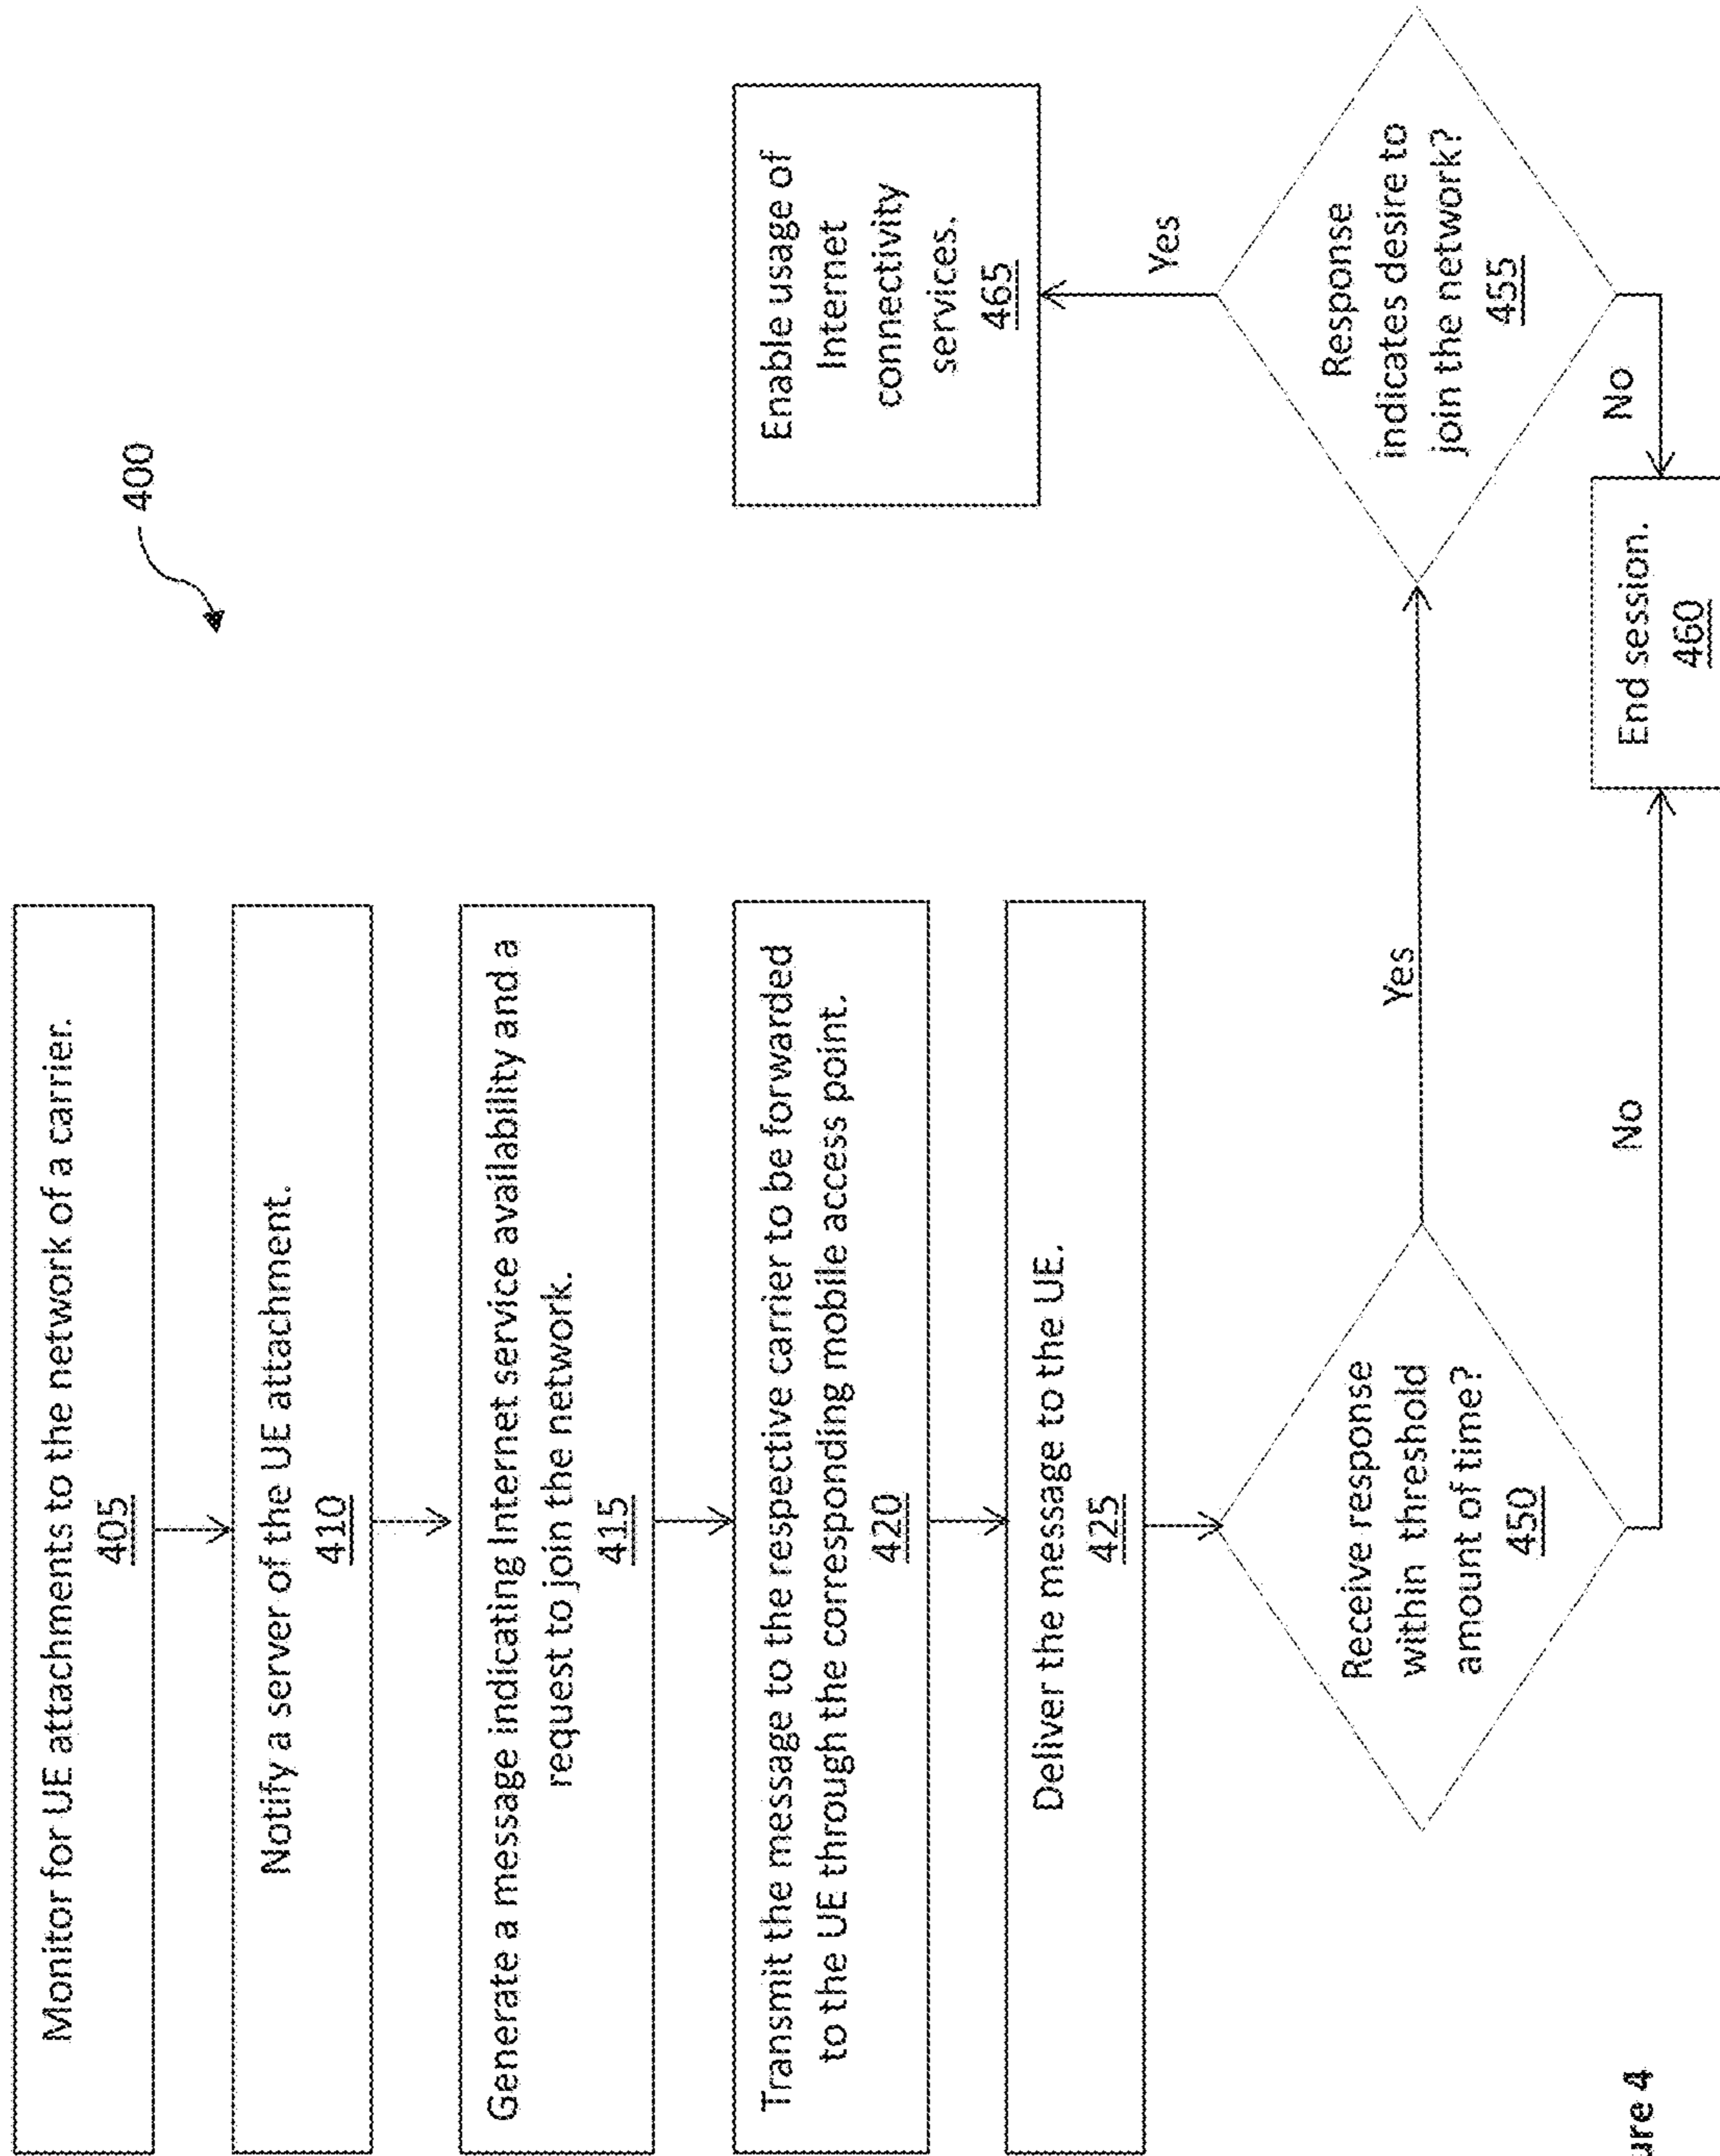 400
Monitor for UE attachments to the network of a carrier.
405
Notify a server of the UE attachment.
410
Generate a message indicating Internet service availability and a
request to join the network.
415
Transmit the message to the respective carrier to be forwarded
to the UE through the corresponding mobile access point.
420
Deliver the message to the UE.
425
Receive response
within threshold
amount of time?
450
Yes
No
Response
indicates desire to
join the network?
455
Yes
No
Enable usage of
Internet
connectivity
services.
465
End session.
460
ure 4